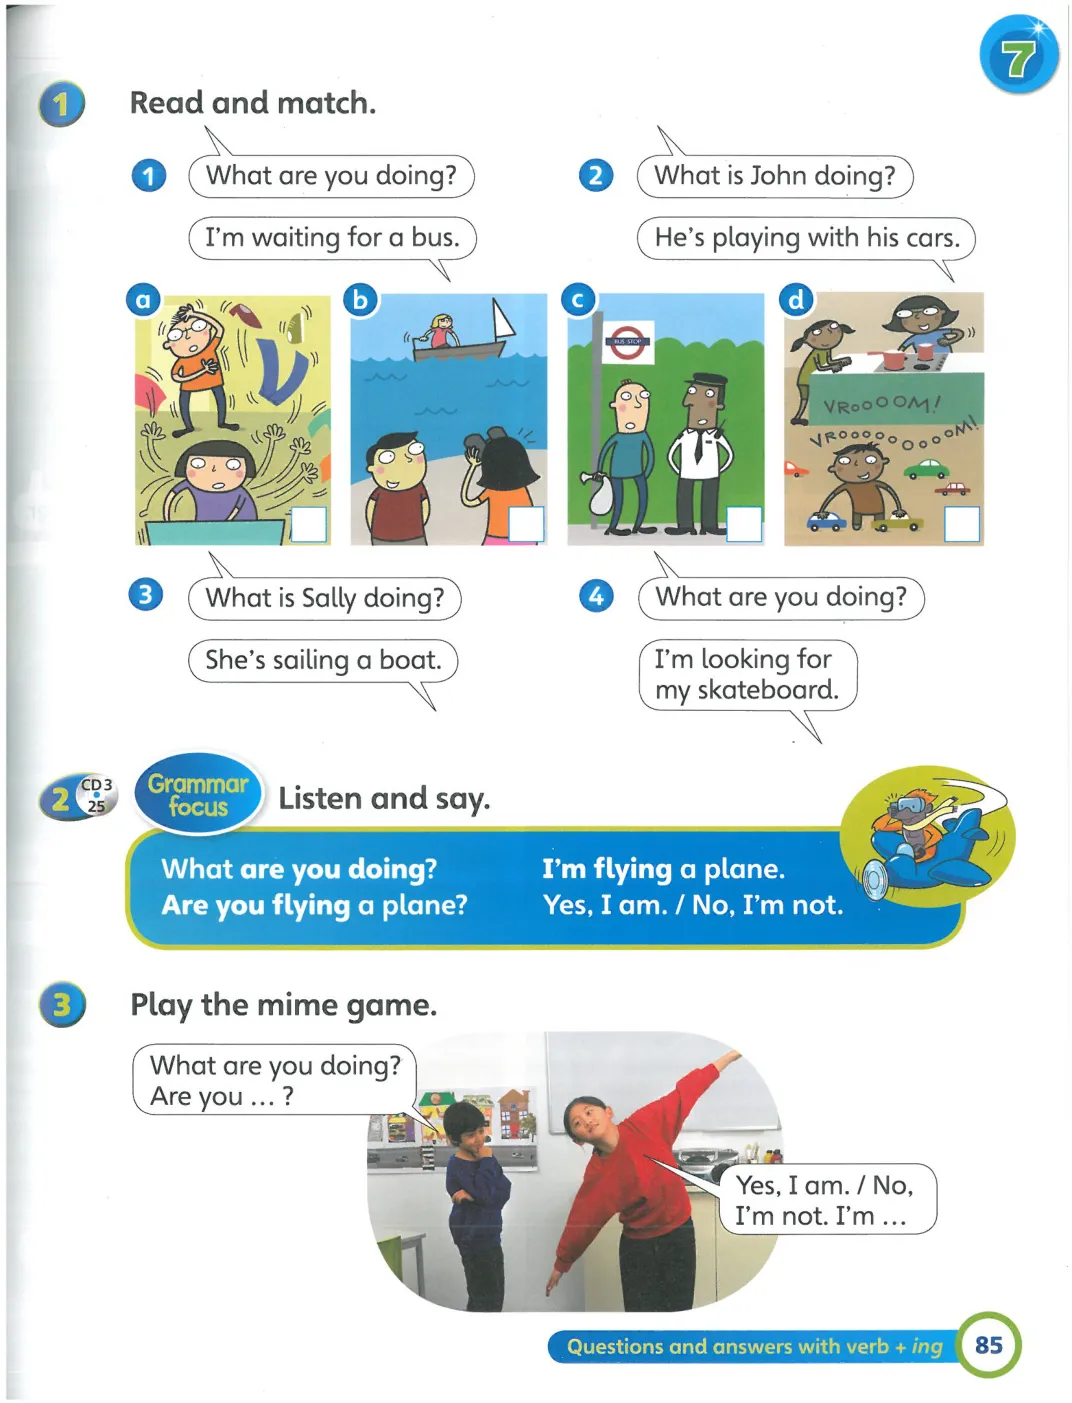 7
1 Read and match.
1 What are you doing?
I'm waiting for a bus.
2 What is John doing?
He's playing with his cars.
a
b
c
BUS STOP
d
VROOOOM!
VROOOOOOOOOM!
3 What is Sally doing?
She's sailing a boat.
4 What are you doing?
I'm looking for
my skateboard.
2 CD3
25
Grammar
focus
Listen and say.
What are you doing? I'm flying a plane.
Are you flying a plane? Yes, I am. / No, I'm not.
3 Play the mime game.
What are you doing?
Are you ... ?
Yes, I am. / No,
I'm not. I'm ...
Questions and answers with verb + ing 85